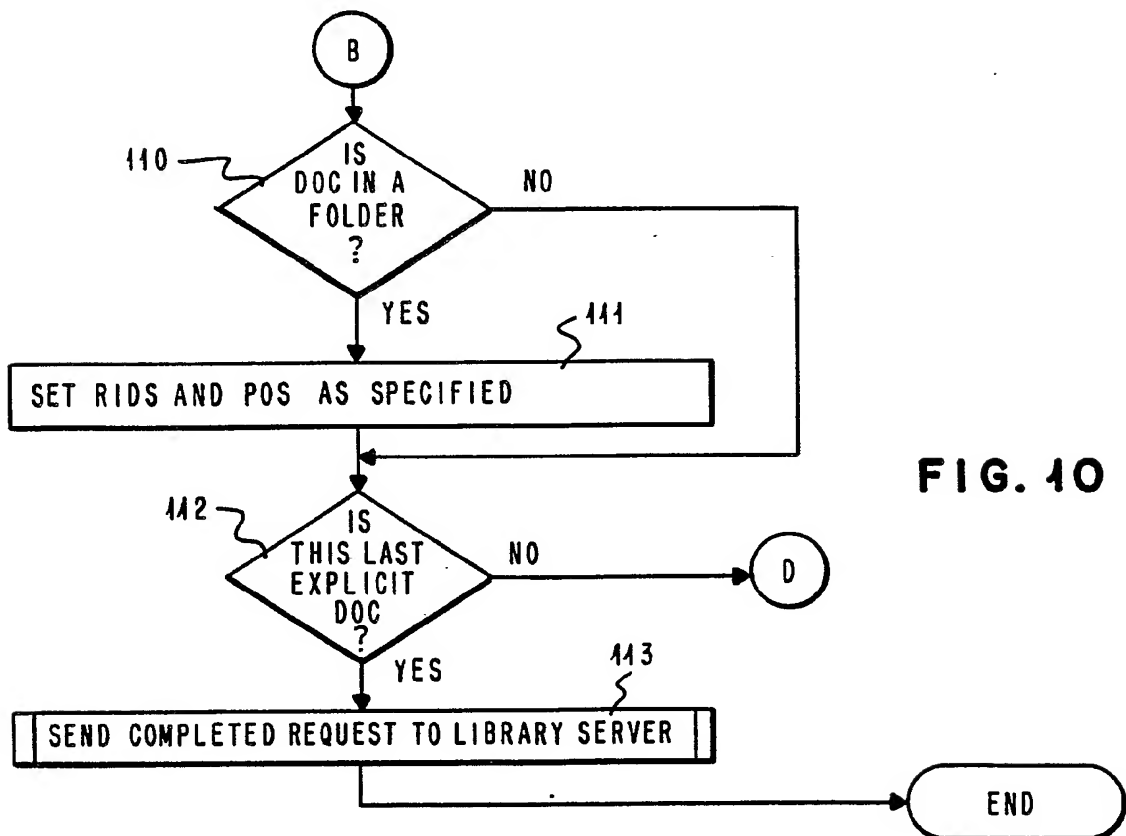 B
110
IS
DOC IN A
FOLDER
?
NO
YES
111
SET RIDS AND POS AS SPECIFIED
FIG. 10
112
IS
THIS LAST
EXPLICIT
DOC
?
NO
D
YES
113
SEND COMPLETED REQUEST TO LIBRARY SERVER
END